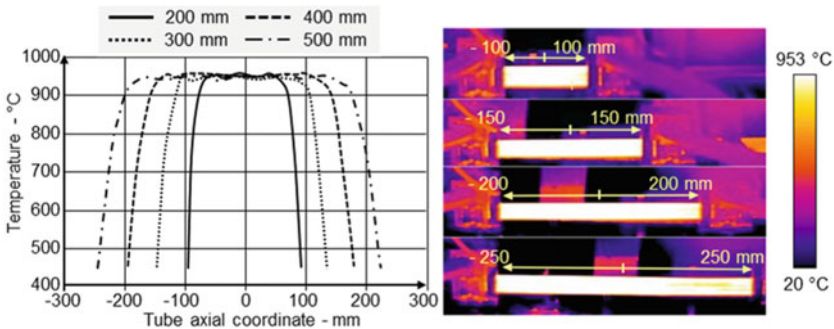 200 mm
400 mm
300 mm
500 mm
Temperature - °C
1000
900
800
700
600
500
400
-300
-200
-100
0
100
200
300
Tube axial coordinate - mm
- 100
100 mm
- 150
150 mm
- 200
200 mm
- 250
250 mm
953 °C
20 °C